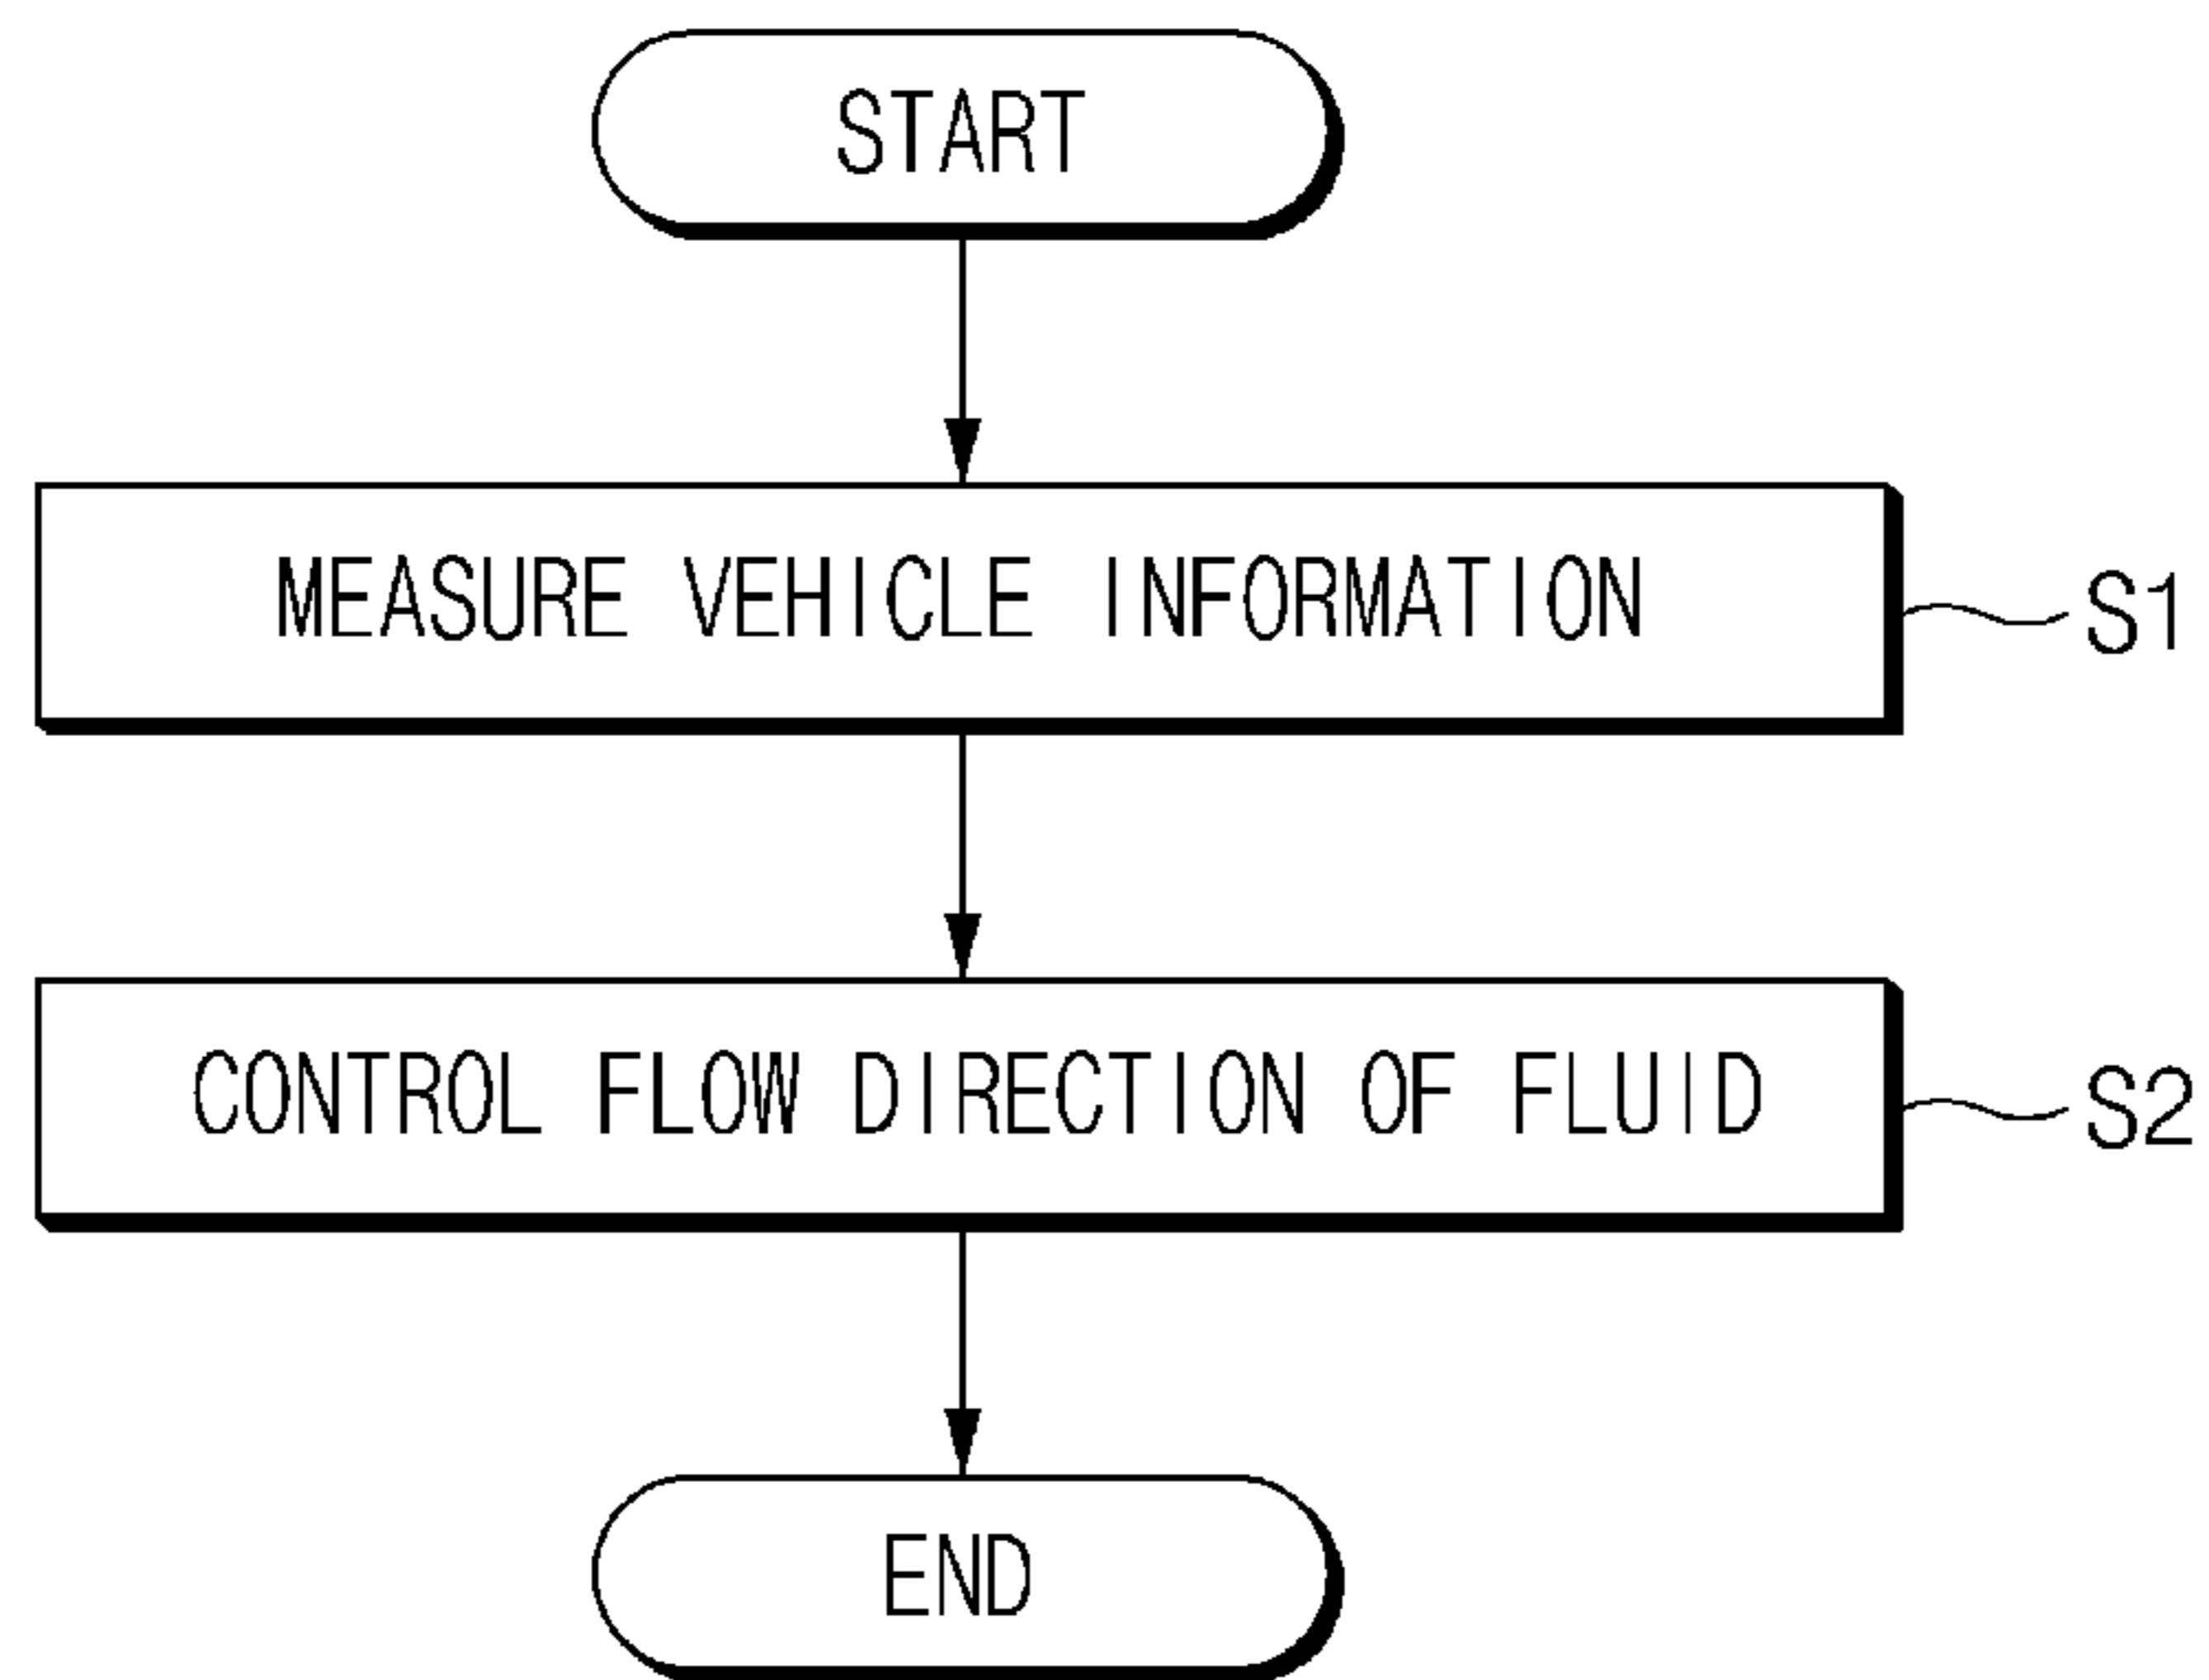 START
MEASURE VEHICLE INFORMATION
S1
CONTROL FLOW DIRECTION OF FLUID
S2
END